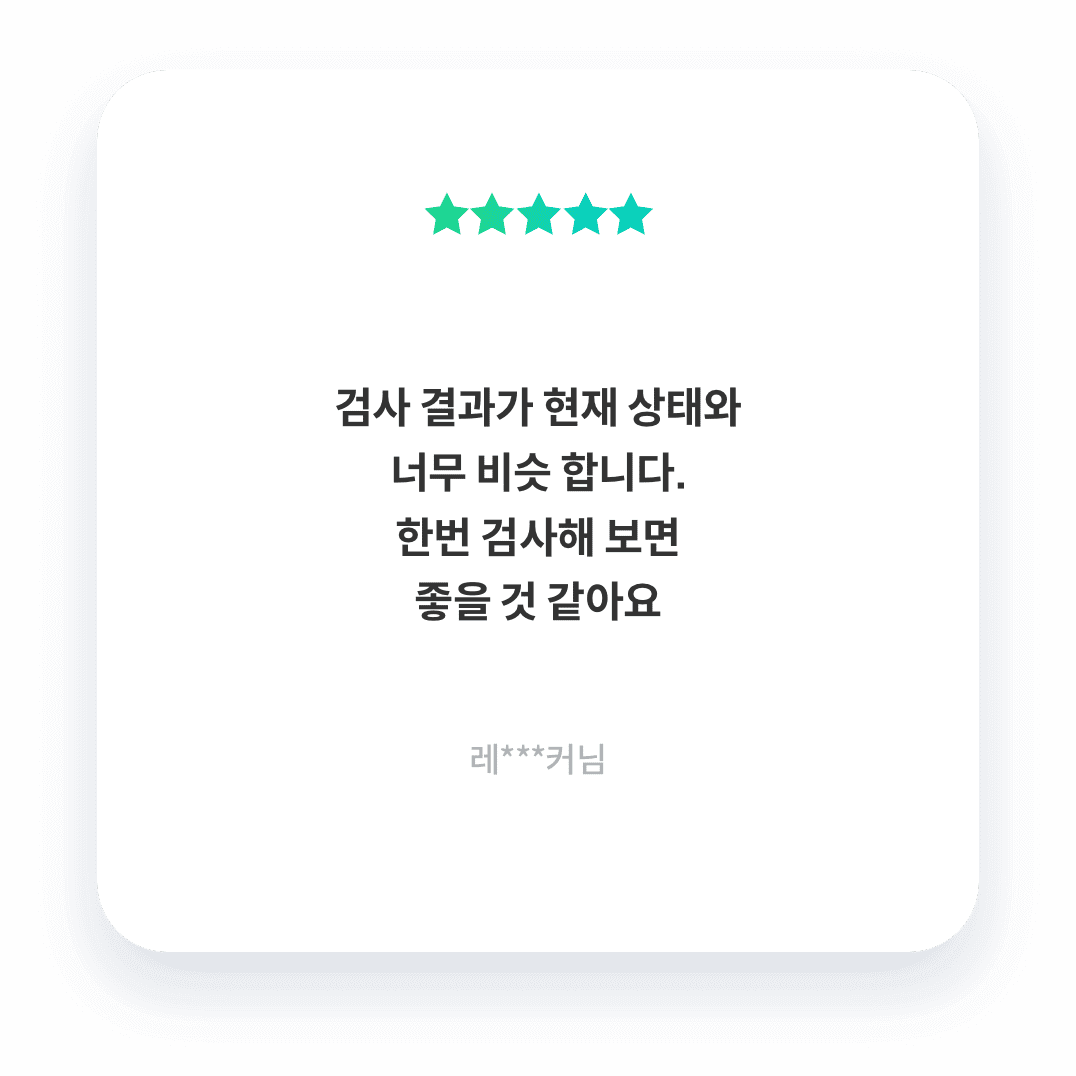 검사 결과가 현재 상태와
너무 비슷 합니다.
한번 검사해 보면
좋을 것 같아요
레***커님